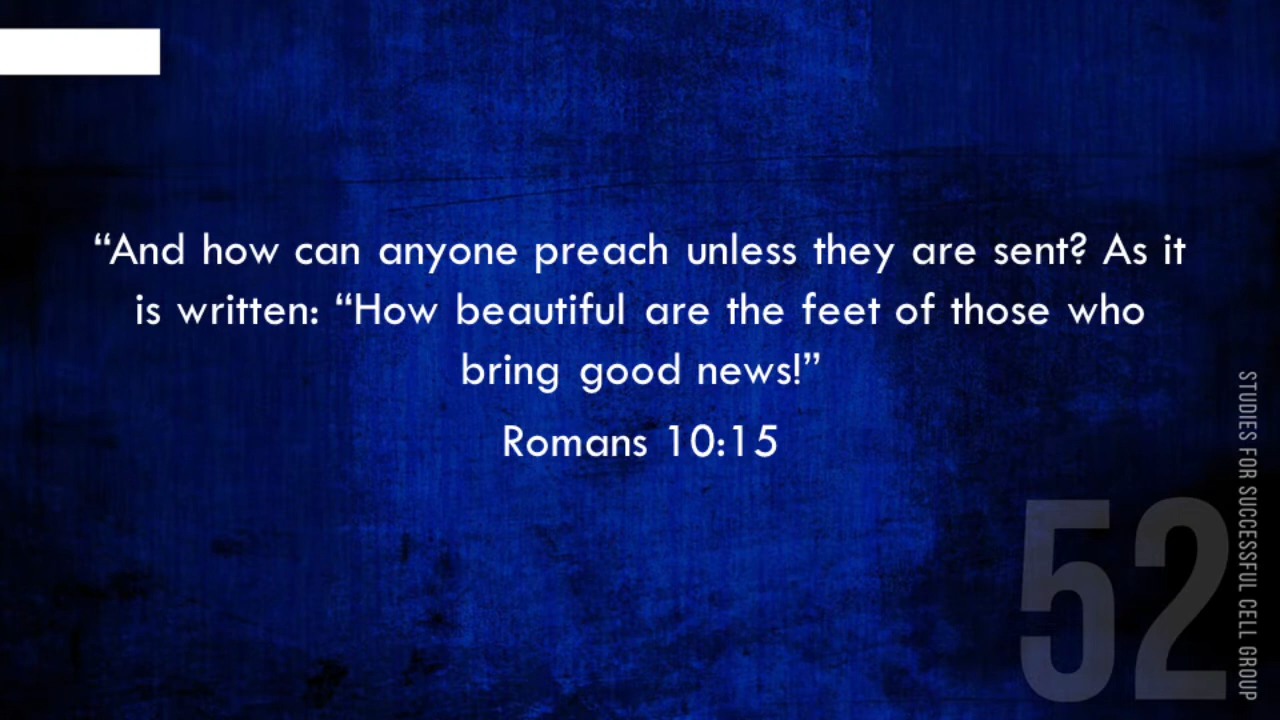 “And how can anyone preach unless they are sent? As it
is written: “How beautiful are the feet of those who
bring good news!”
Romans 10:15
52
STUDIES FOR SUCCESSFUL CELL GROUP